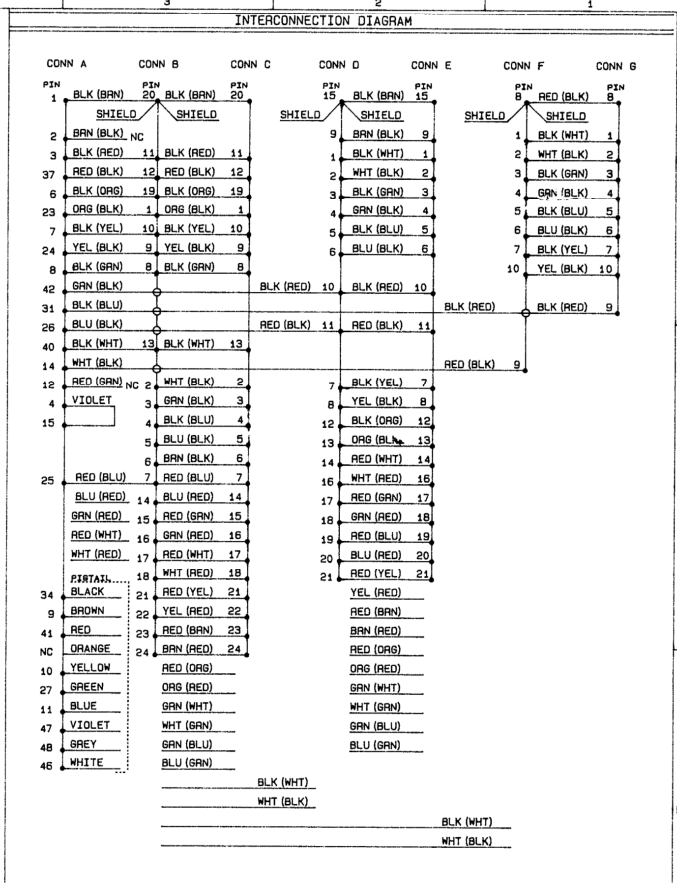 3 2 1
INTERCONNECTION DIAGRAM
CONN A CONN B CONN C CONN D CONN E CONN F CONN G
PIN PIN PIN PIN PIN PIN PIN
1 BLK (BRN) 20 BLK (BRN) 20 15 BLK (BRN) 15 8 RED (BLK) 8
SHIELD SHIELD SHIELD SHIELD SHIELD SHIELD
2 BRN (BLK) NC 9 BRN (BLK) 9 1 BLK (WHT) 1
3 BLK (RED) 11 BLK (RED) 11 1 BLK (WHT) 1 2 WHT (BLK) 2
37 RED (BLK) 12 RED (BLK) 12 2 WHT (BLK) 2 3 BLK (GRN) 3
6 BLK (ORG) 19 BLK (ORG) 19 3 BLK (GRN) 3 4 GRN (BLK) 4
23 ORG (BLK) 1 ORG (BLK) 1 4 GRN (BLK) 4 5 BLK (BLU) 5
7 BLK (YEL) 10 BLK (YEL) 10 5 BLK (BLU) 5 6 BLU (BLK) 6
24 YEL (BLK) 9 YEL (BLK) 9 6 BLU (BLK) 6 7 BLK (YEL) 7
8 BLK (GRN) 8 BLK (GRN) 8 10 YEL (BLK) 10
42 GRN (BLK) BLK (RED) 10 BLK (RED) 10
31 BLK (BLU) BLK (RED) BLK (RED) 9
26 BLU (BLK) RED (BLK) 11 RED (BLK) 11
40 BLK (WHT) 13 BLK (WHT) 13
14 WHT (BLK) RED (BLK) 9
12 RED (GRN) NC 2 WHT (BLK) 2 7 BLK (YEL) 7
4 VIOLET 3 GRN (BLK) 3 8 YEL (BLK) 8
15 4 BLK (BLU) 4 12 BLK (ORG) 12
5 BLU (BLK) 5 13 ORG 13
6 BRN (BLK) 6 14 RED (WHT) 14
25 RED (BLU) 7 RED (BLU) 7 16 WHT (RED) 16
BLU (RED) 14 BLU (RED) 14 17 RED (GRN) 17
GRN (RED) 15 RED (GRN) 15 18 GRN (RED) 18
RED (WHT) 16 GRN (RED) 16 19 RED (BLU) 19
WHT (RED) 17 RED (WHT) 17 20 BLU (RED) 20
PIGTAIL 18 WHT (RED) 18 21 RED (YEL) 21
34 BLACK 21 RED (YEL) 21 YEL (RED)
9 BROWN 22 YEL (RED) 22 RED (BRN)
41 RED 23 RED (BRN) 23 BRN (RED)
NC ORANGE 24 BRN (RED) 24 RED (ORG)
10 YELLOW RED (ORG) ORG (RED)
27 GREEN ORG (RED) GRN (WHT)
11 BLUE GRN (WHT) WHT (GRN)
47 VIOLET WHT (GRN) GRN (BLU)
48 GREY GRN (BLU) BLU (GRN)
46 WHITE BLU (GRN)
BLK (WHT)
WHT (BLK)
BLK (WHT)
WHT (BLK)